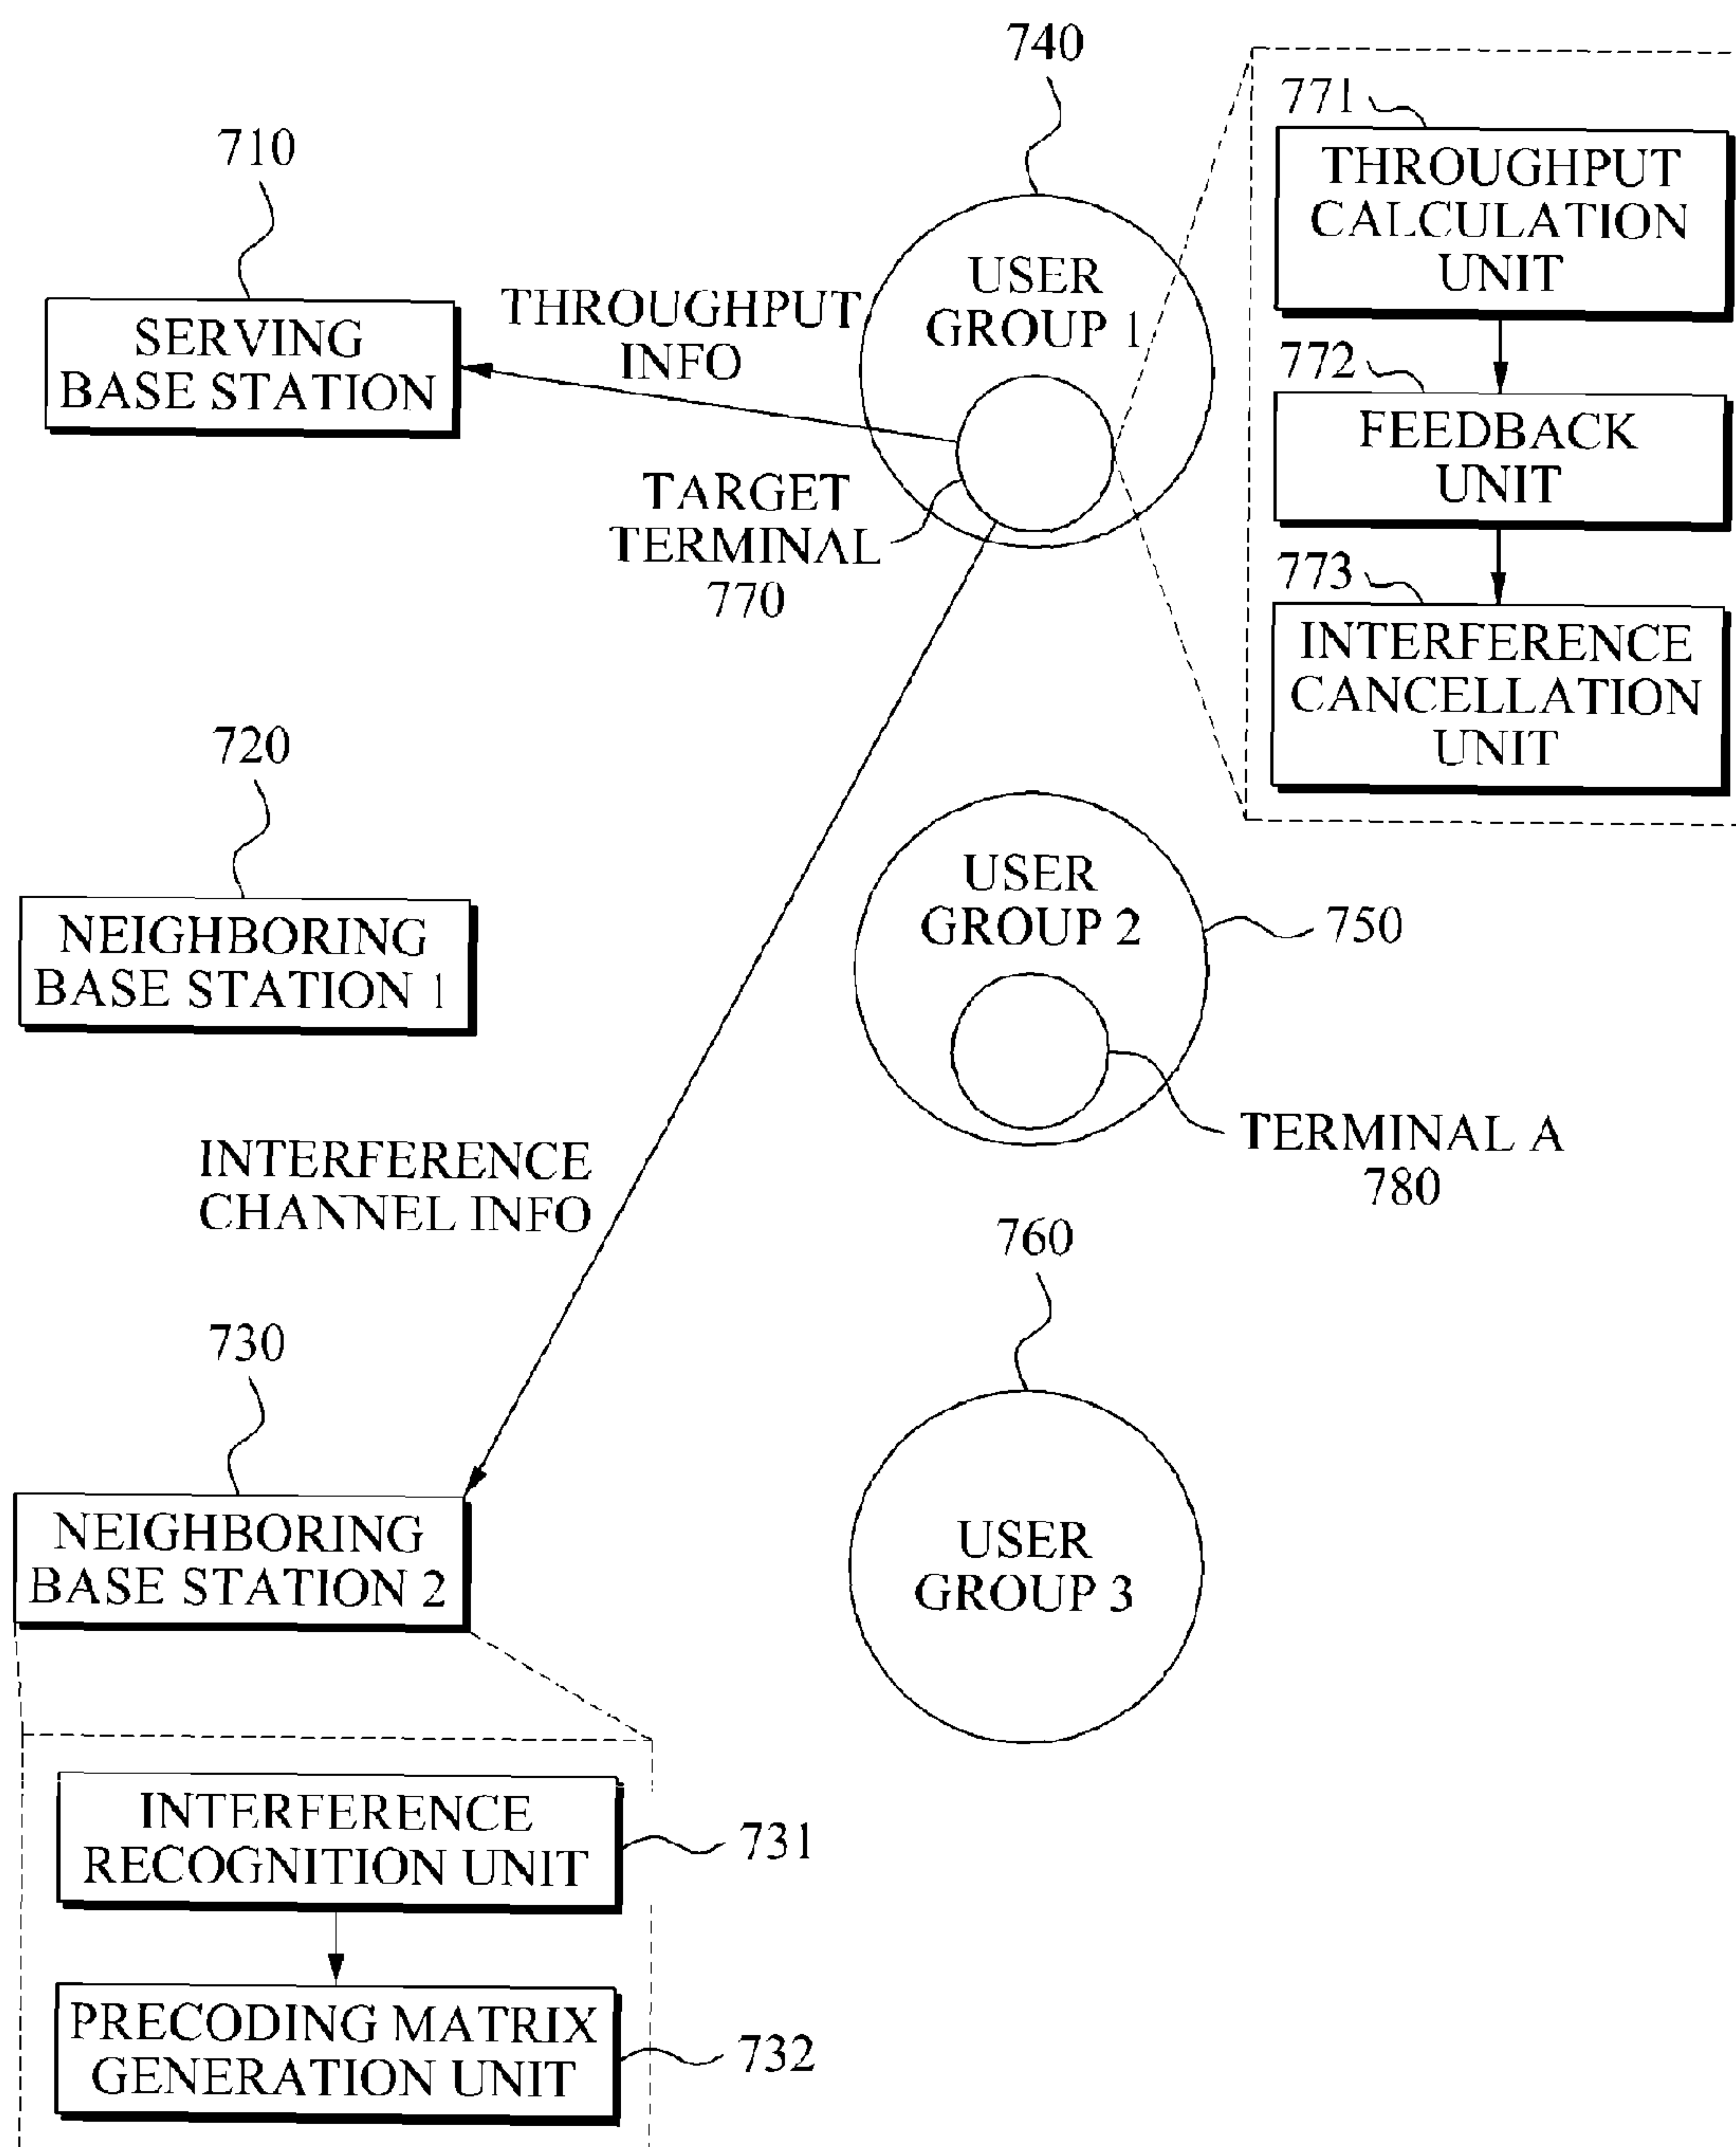 740
771
THROUGHPUT
CALCULATION
UNIT
710
SERVING
BASE STATION
THROUGHPUT
INFO
USER
GROUP 1
772
FEEDBACK
UNIT
TARGET
TERMINAL
770
773
INTERFERENCE
CANCELLATION
UNIT
720
NEIGHBORING
BASE STATION 1
USER
GROUP 2
750
TERMINAL A
780
INTERFERENCE
CHANNEL INFO
760
730
NEIGHBORING
BASE STATION 2
USER
GROUP 3
INTERFERENCE
RECOGNITION UNIT
731
PRECODING MATRIX
GENERATION UNIT
732